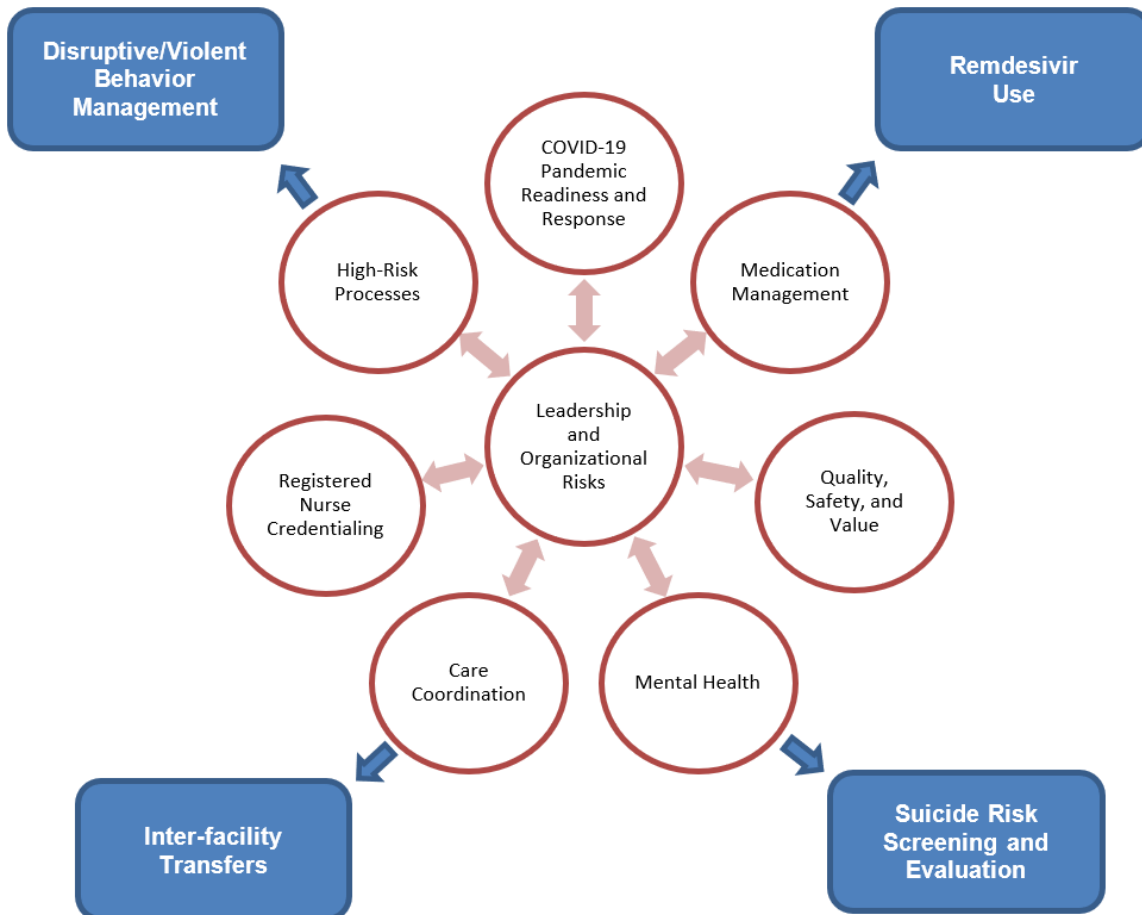 Disruptive/Violent
Behavior
Management
Remdesivir
Use
COVID-19
Pandemic
Readiness and
Response
High-Risk
Processes
Medication
Management
Leadership
and
Organizational
Risks
Registered
Nurse
Credentialing
Quality,
Safety, and
Value
Care
Coordination
Mental Health
Inter-facility
Transfers
Suicide Risk
Screening and
Evaluation